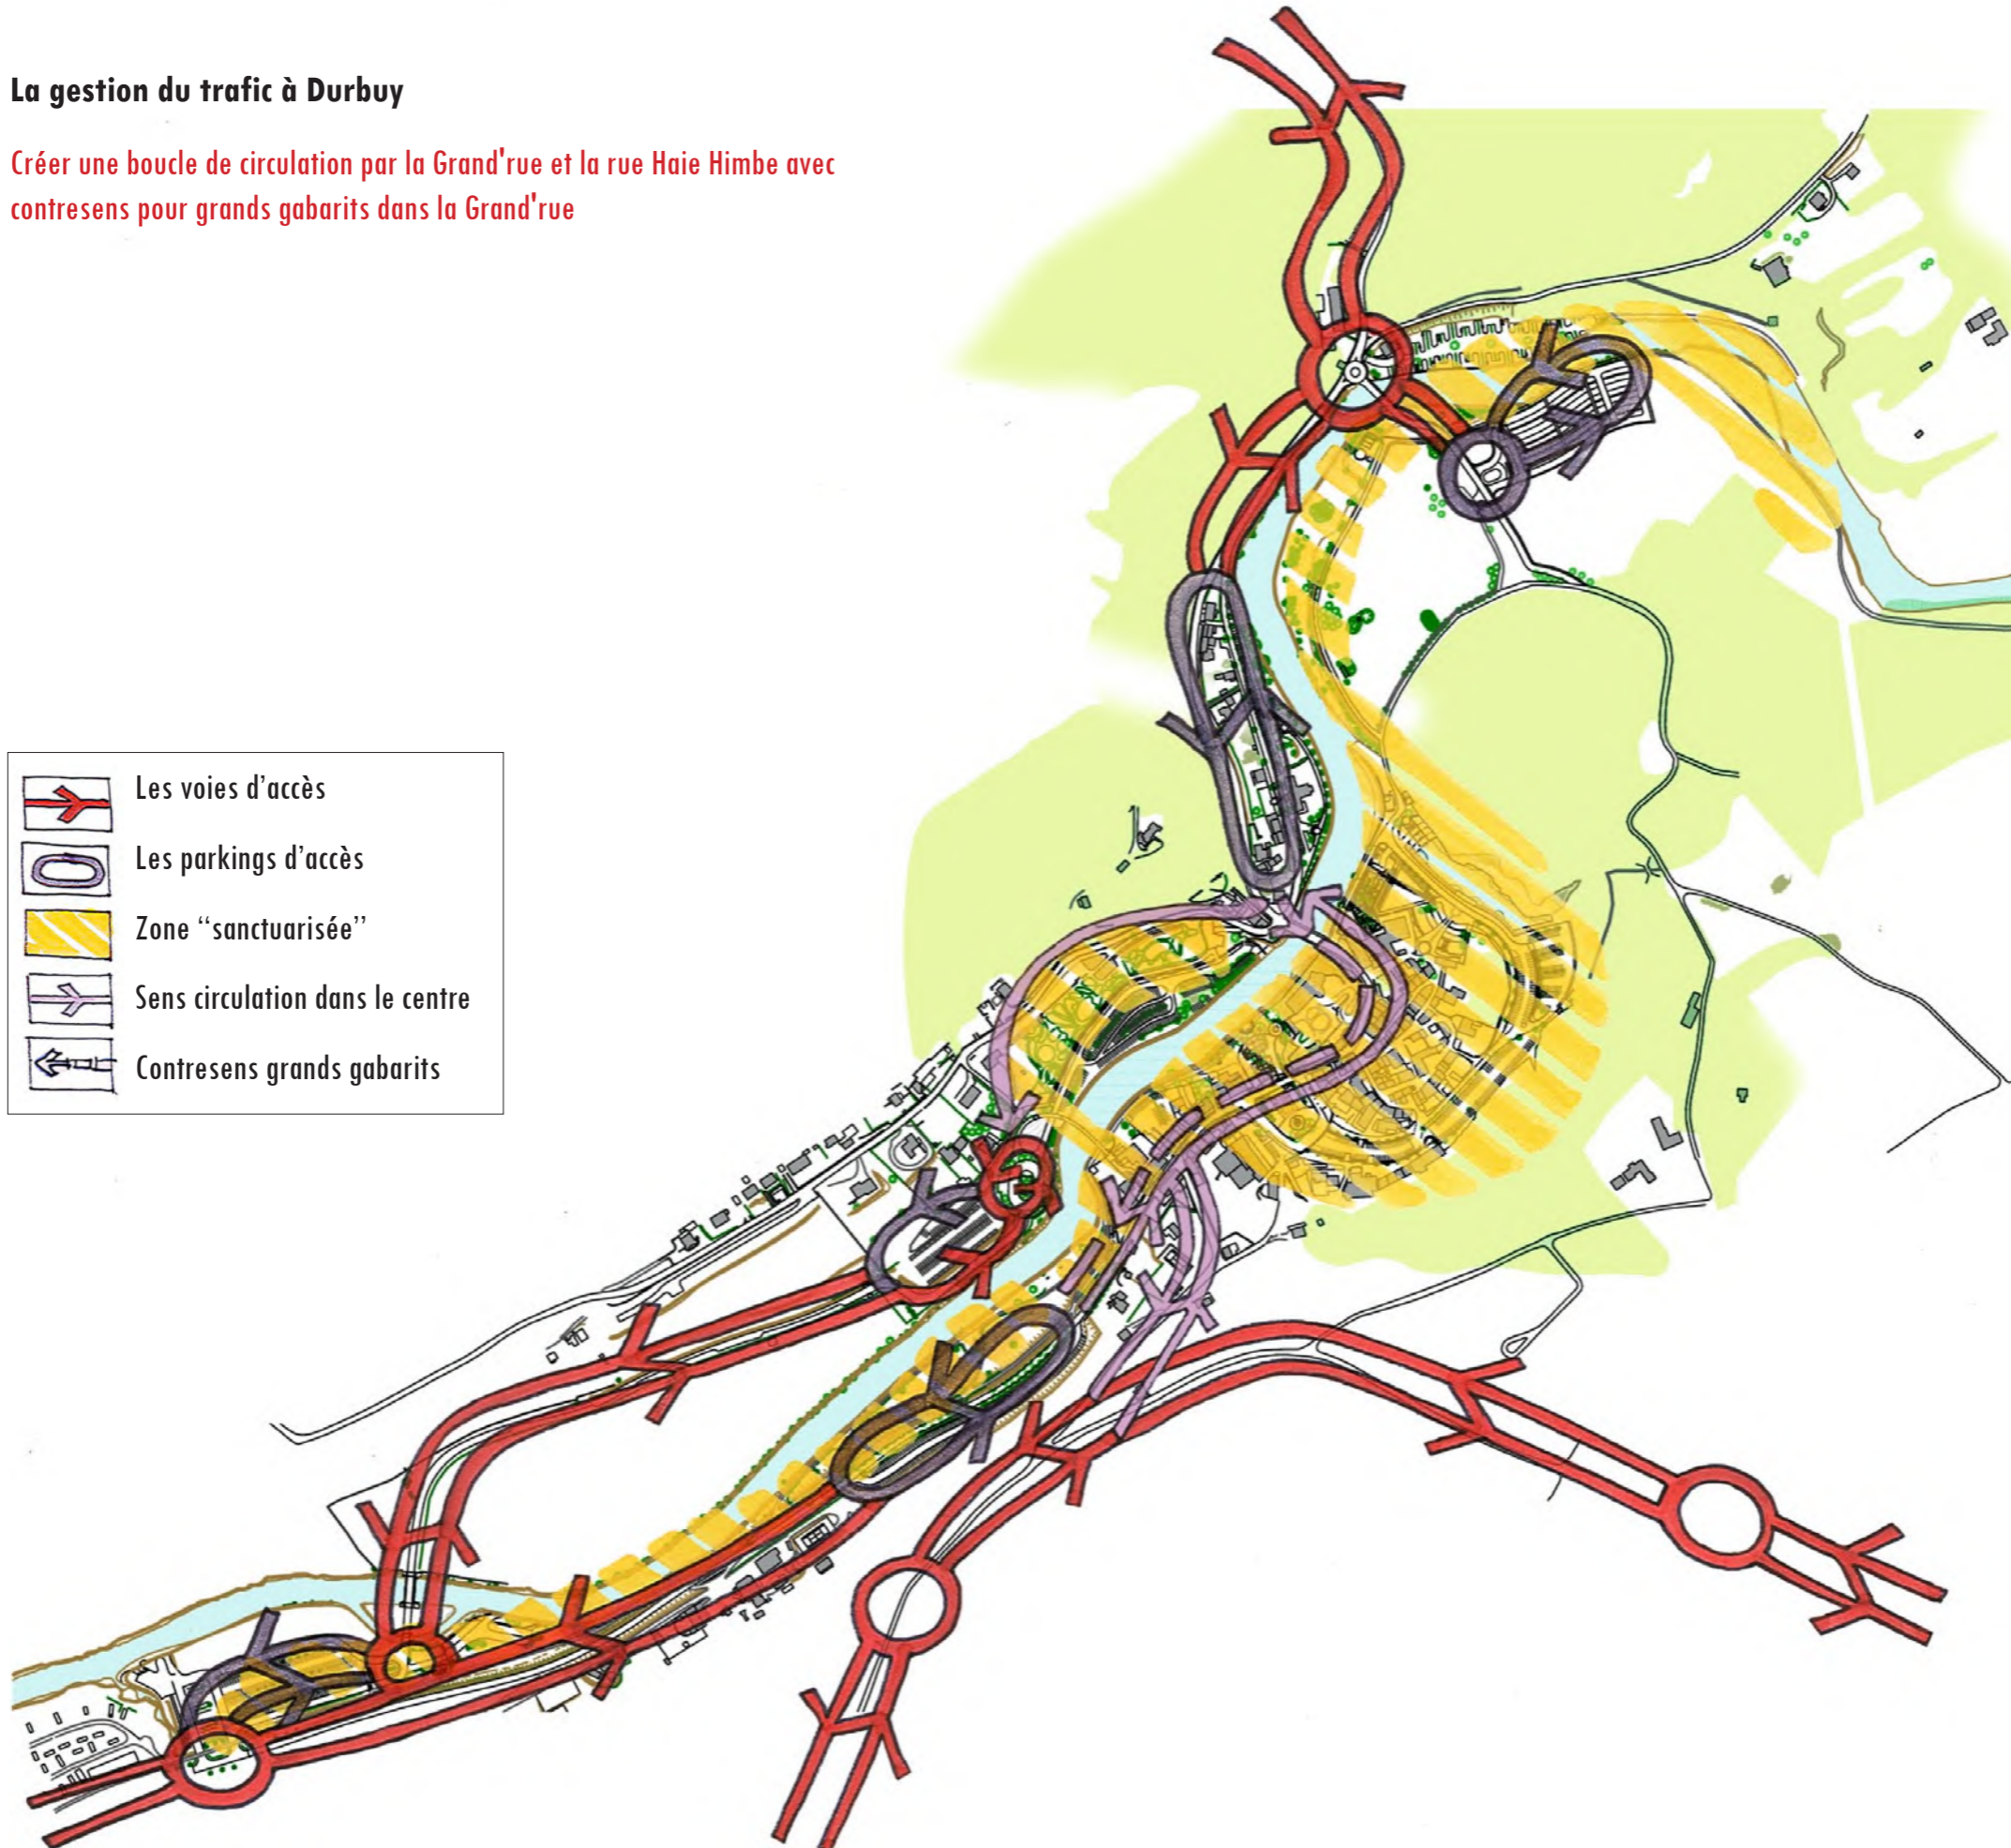 La gestion du trafic à Durbuy
Créer une boucle de circulation par la Grand'rue et la rue Haie Himbe avec
contresens pour grands gabarits dans la Grand'rue
Les voies d’accès
Les parkings d’accès
Zone “sanctuarisée”
Sens circulation dans le centre
Contresens grands gabarits